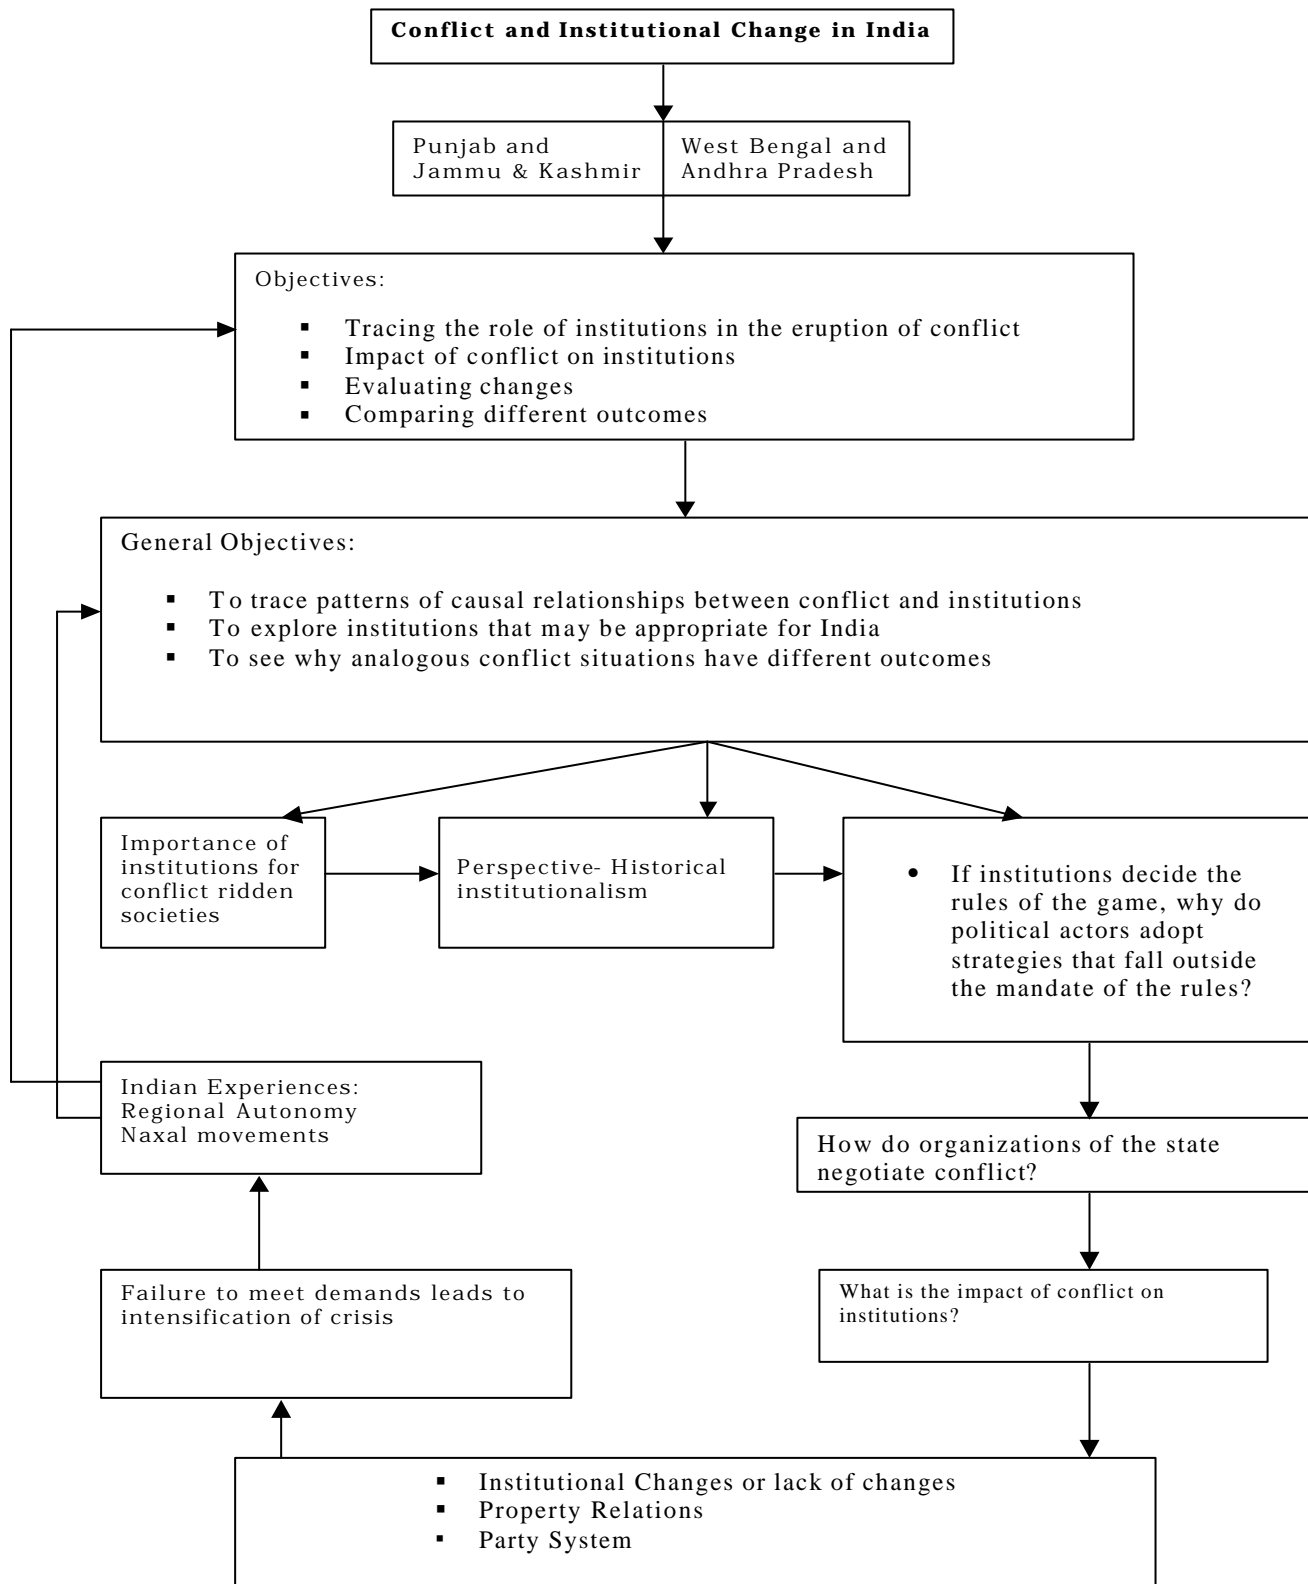 Conflict and Institutional Change in India
Punjab and
Jammu & Kashmir
West Bengal and
Andhra Pradesh
Objectives:
▪ Tracing the role of institutions in the eruption of conflict
▪ Impact of conflict on institutions
▪ Evaluating changes
▪ Comparing different outcomes
General Objectives:
▪ To trace patterns of causal relationships between conflict and institutions
▪ To explore institutions that may be appropriate for India
▪ To see why analogous conflict situations have different outcomes
Importance of
institutions for
conflict ridden
societies
Perspective- Historical
institutionalism
• If institutions decide the
rules of the game, why do
political actors adopt
strategies that fall outside
the mandate of the rules?
Indian Experiences:
Regional Autonomy
Naxal movements
How do organizations of the state
negotiate conflict?
Failure to meet demands leads to
intensification of crisis
What is the impact of conflict on
institutions?
▪ Institutional Changes or lack of changes
▪ Property Relations
▪ Party System